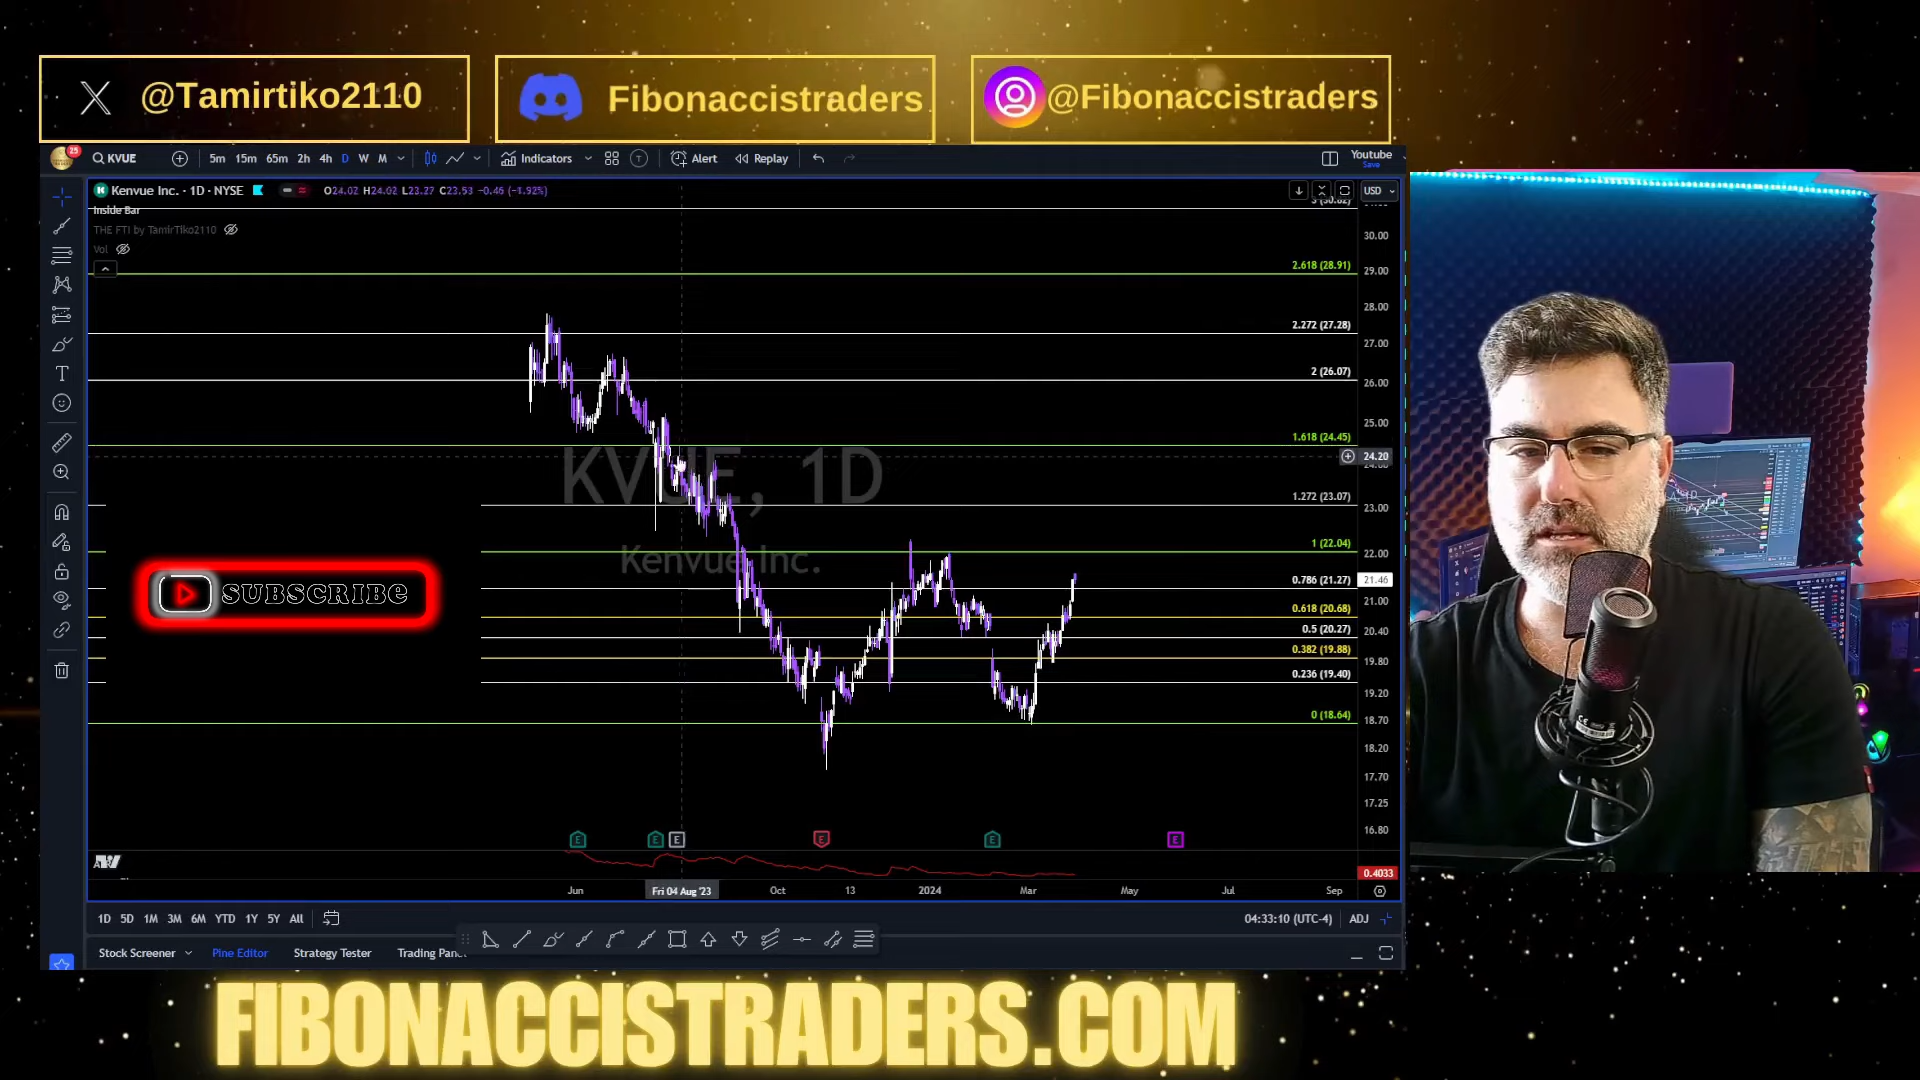 @Tamirtiko2110
Fibonaccistraders
@Fibonaccistraders
25
KVUE
5m 15m 65m 2h 4h D W M
Indicators
T
Alert
Replay
Youtube
Save
Kenvue Inc. · 1D · NYSE
O24.02 H24.02 L23.27 C23.53 -0.46 (-1.92%)
USD
Inside Bar
THE FTI by TamirTiko2110
Vol
3 (30.62)
30.00
2.618 (28.91)
29.00
28.00
2.272 (27.28)
27.00
2 (26.07)
26.00
25.00
1.618 (24.45)
24.20
KVUE, 1D
Kenvue Inc.
1.272 (23.07)
23.00
1 (22.04)
22.00
0.786 (21.27)
21.46
21.00
0.618 (20.68)
0.5 (20.27)
20.40
0.382 (19.88)
19.80
0.236 (19.40)
19.20
0 (18.64)
18.70
18.20
17.70
17.25
16.80
SUBSCRIBE
E E E E E E
0.4033
Jun
Fri 04 Aug '23
Oct
13
2024
Mar
May
Jul
Sep
1D 5D 1M 3M 6M YTD 1Y 5Y All
04:33:10 (UTC-4)
ADJ
Stock Screener
Pine Editor
Strategy Tester
Trading Pane
FIBONACCISTRADERS.COM